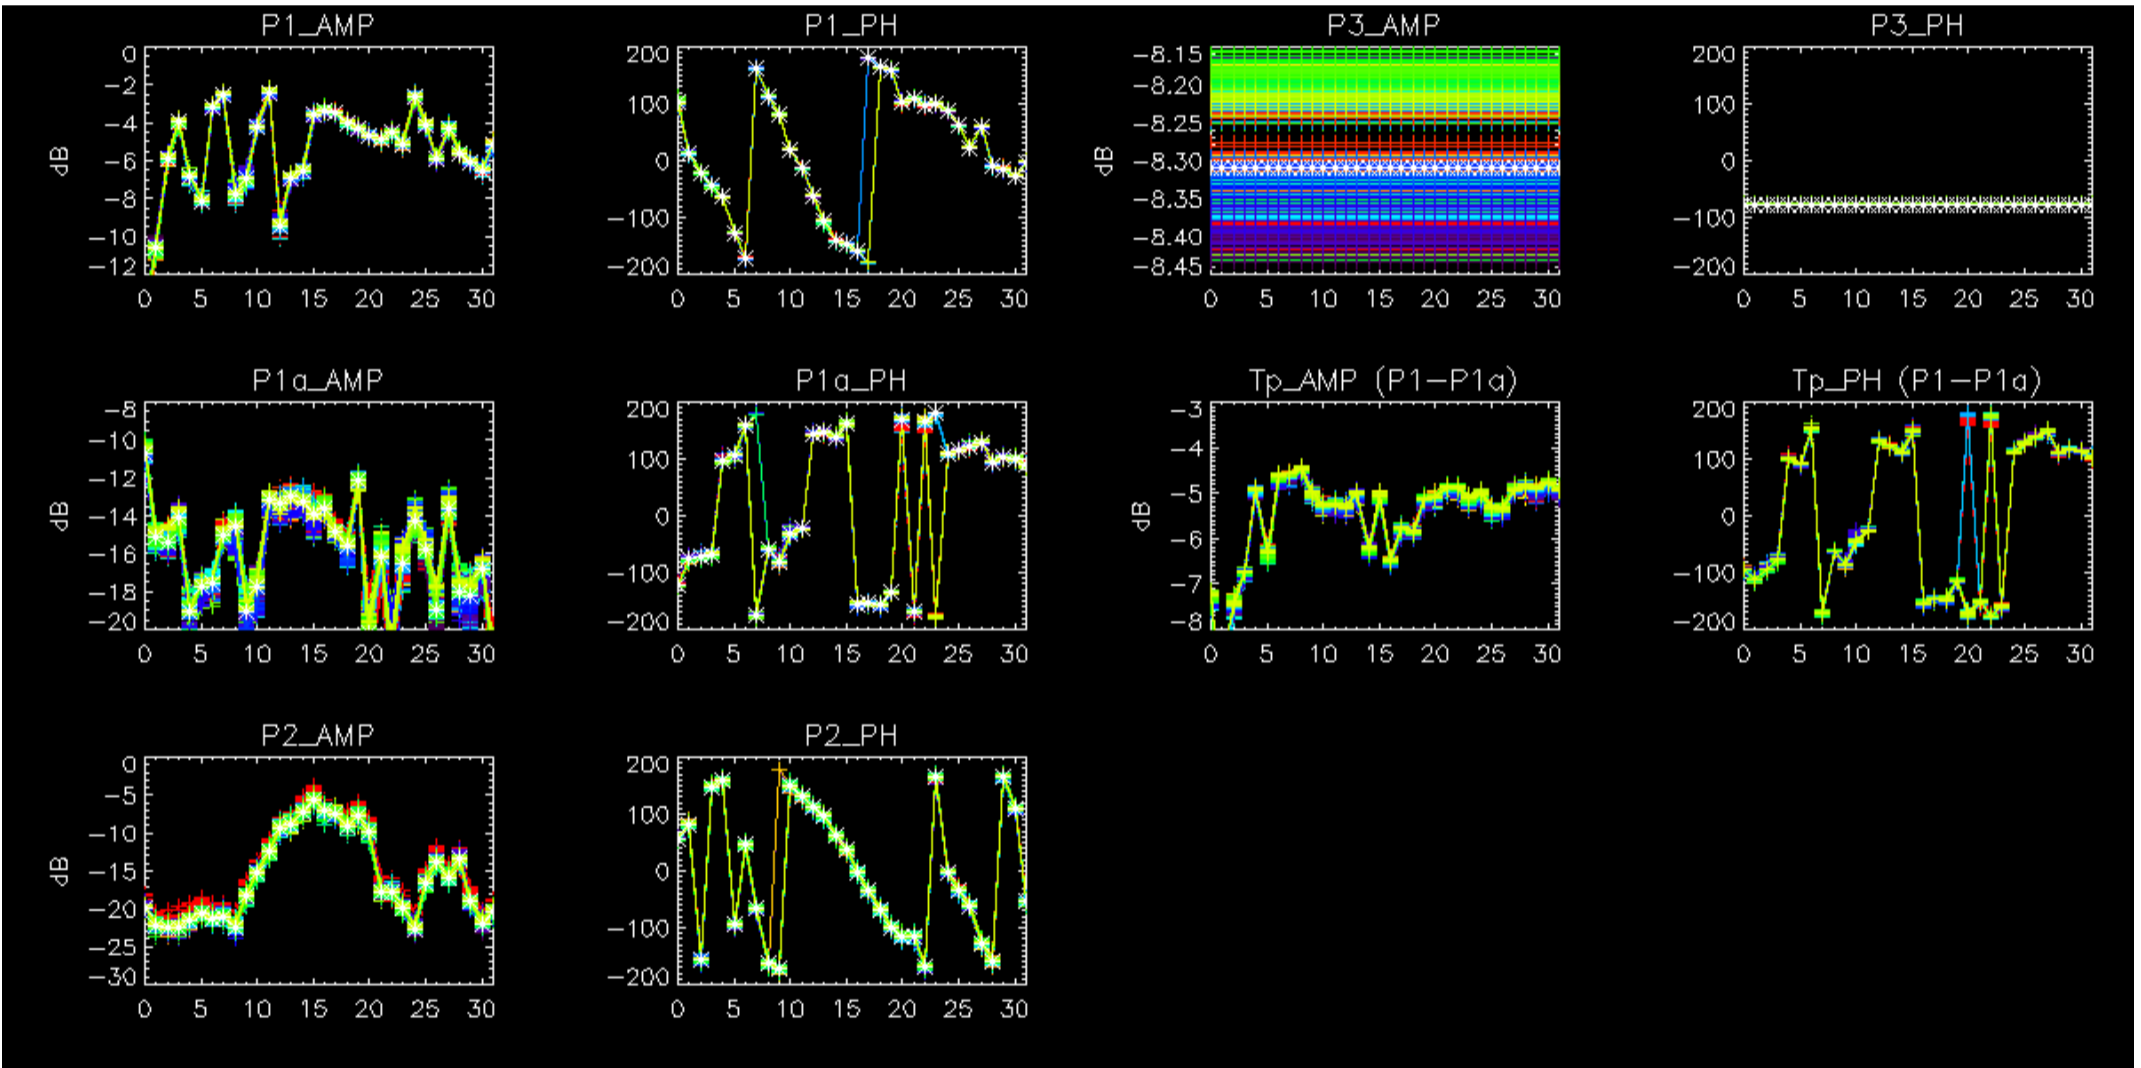 P1_AMP
dB
0
-2
-4
-6
-8
-10
-12
0 5 10 15 20 25 30
P1_PH
200
100
0
-100
-200
0 5 10 15 20 25 30
P3_AMP
dB
-8.15
-8.20
-8.25
-8.30
-8.35
-8.40
-8.45
0 5 10 15 20 25 30
P3_PH
200
100
0
-100
-200
0 5 10 15 20 25 30
P1a_AMP
dB
-8
-10
-12
-14
-16
-18
-20
0 5 10 15 20 25 30
P1a_PH
200
100
0
-100
-200
0 5 10 15 20 25 30
Tp_AMP (P1-P1a)
dB
-3
-4
-5
-6
-7
-8
0 5 10 15 20 25 30
Tp_PH (P1-P1a)
200
100
0
-100
-200
0 5 10 15 20 25 30
P2_AMP
dB
0
-5
-10
-15
-20
-25
-30
0 5 10 15 20 25 30
P2_PH
200
100
0
-100
-200
0 5 10 15 20 25 30